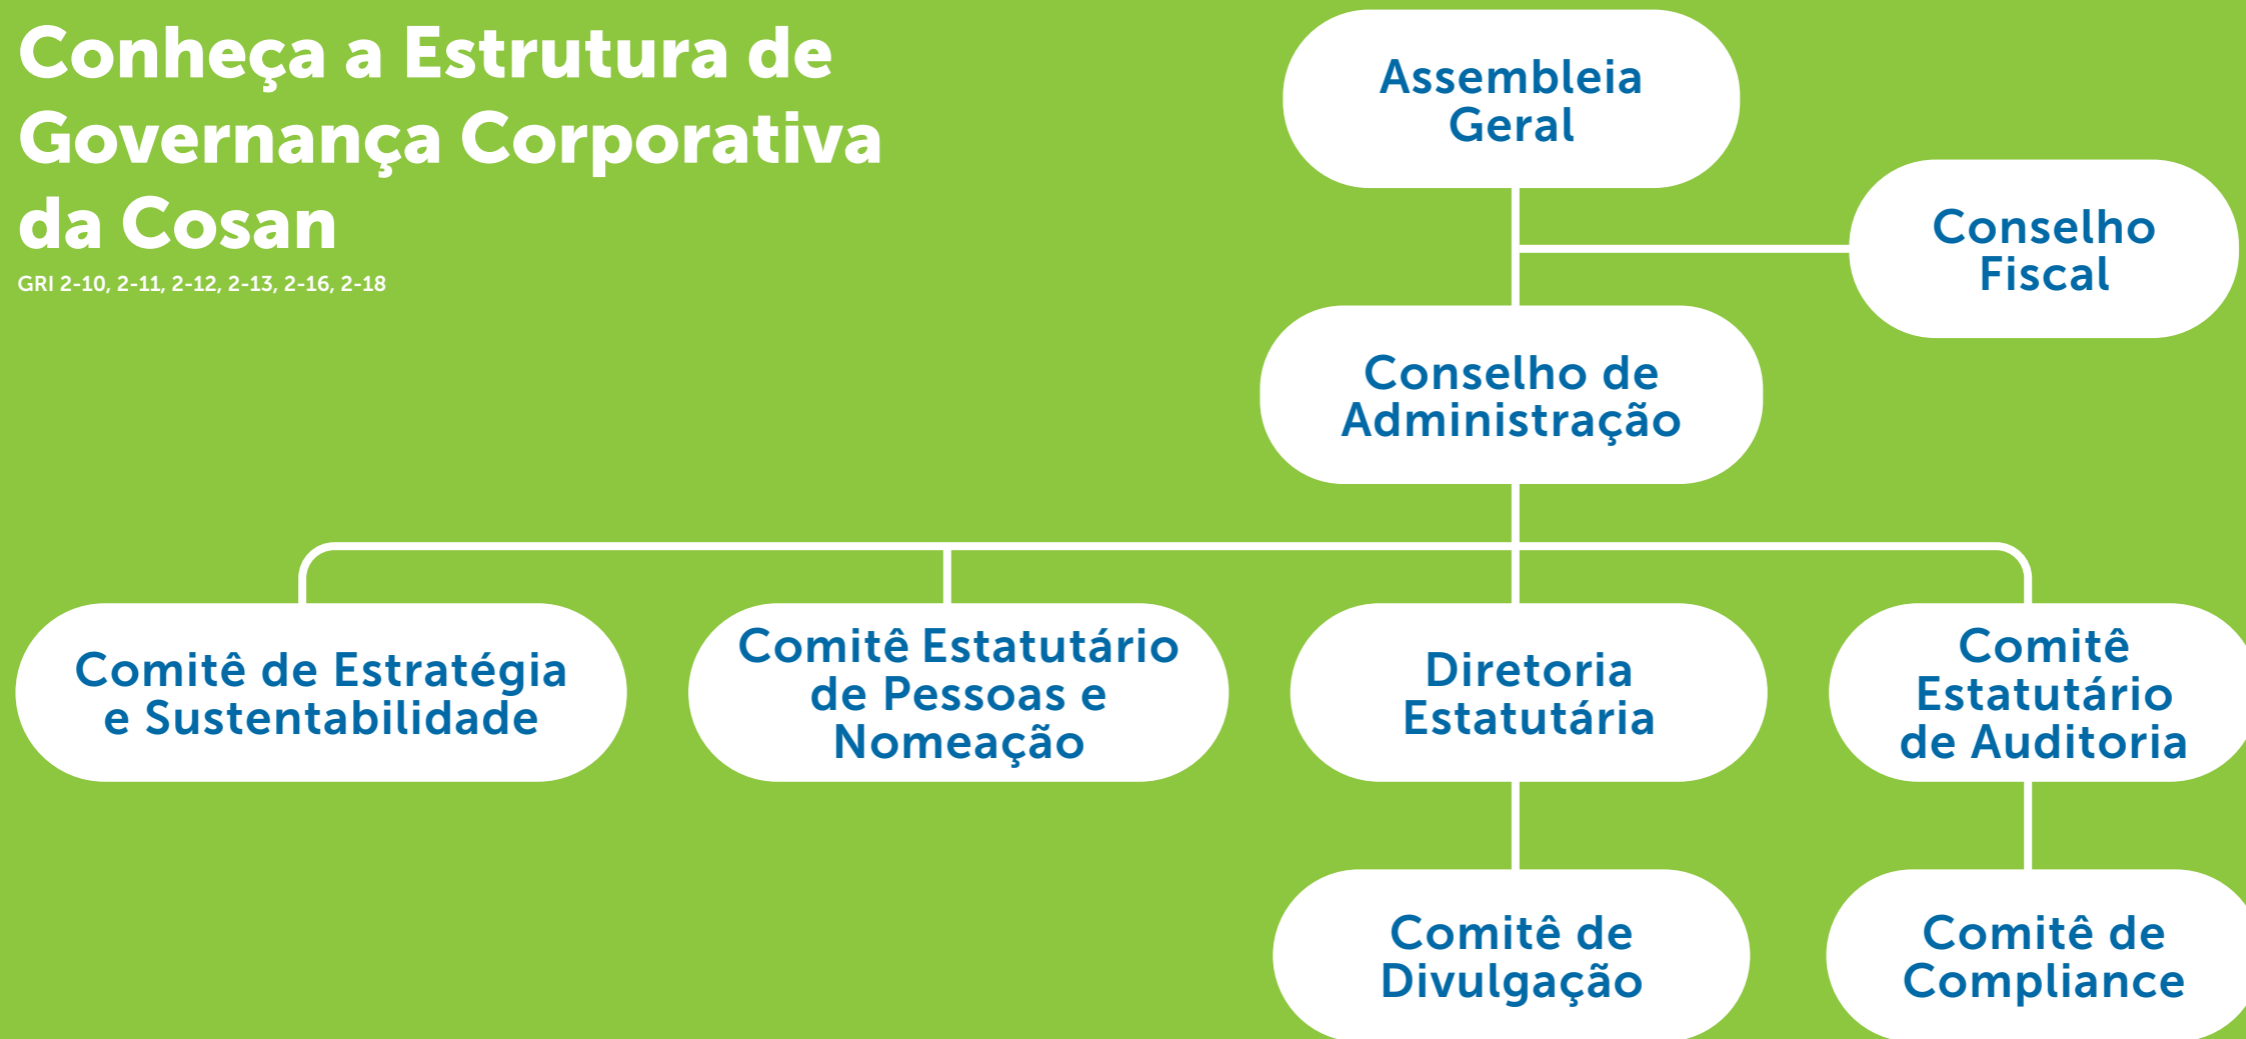 Conheça a Estrutura de
Governança Corporativa
da Cosan
GRI 2-10, 2-11, 2-12, 2-13, 2-16, 2-18
Assembleia
Geral
Conselho
Fiscal
Conselho de
Administração
Comitê de Estratégia
e Sustentabilidade
Comitê Estatutário
de Pessoas e
Nomeação
Diretoria
Estatutária
Comitê
Estatutário
de Auditoria
Comitê de
Divulgação
Comitê de
Compliance